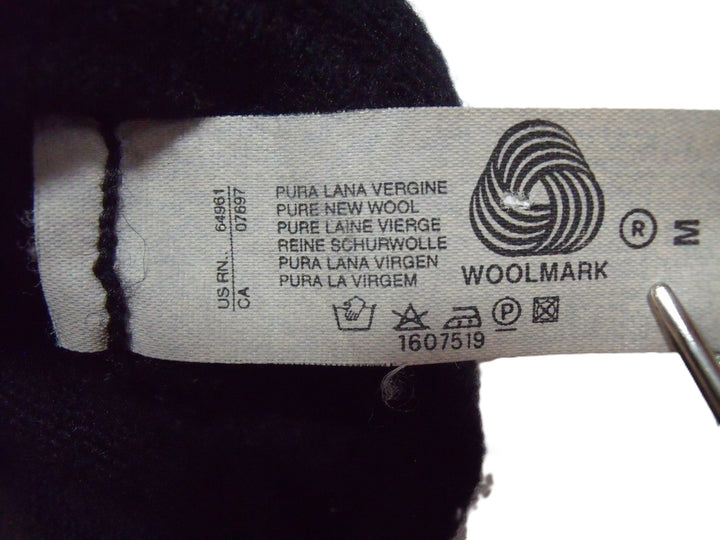 US RN. 64961
CA 07697
PURA LANA VERGINE
PURE NEW WOOL
PURE LAINE VIERGE
REINE SCHURWOLLE
PURA LANA VIRGEN
PURA LA VIRGEM
WOOLMARK
®
M
P
1607519